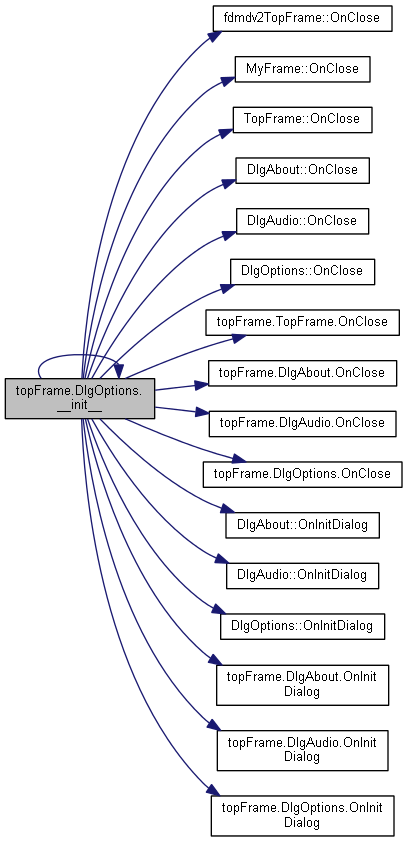 fdmdv2TopFrame::OnClose
MyFrame::OnClose
TopFrame::OnClose
DlgAbout::OnClose
DlgAudio::OnClose
DlgOptions::OnClose
topFrame.TopFrame.OnClose
topFrame.DlgAbout.OnClose
topFrame.DlgOptions.
__init__
topFrame.DlgAudio.OnClose
topFrame.DlgOptions.OnClose
DlgAbout::OnInitDialog
DlgAudio::OnInitDialog
DlgOptions::OnInitDialog
topFrame.DlgAbout.OnInit
Dialog
topFrame.DlgAudio.OnInit
Dialog
topFrame.DlgOptions.OnInit
Dialog